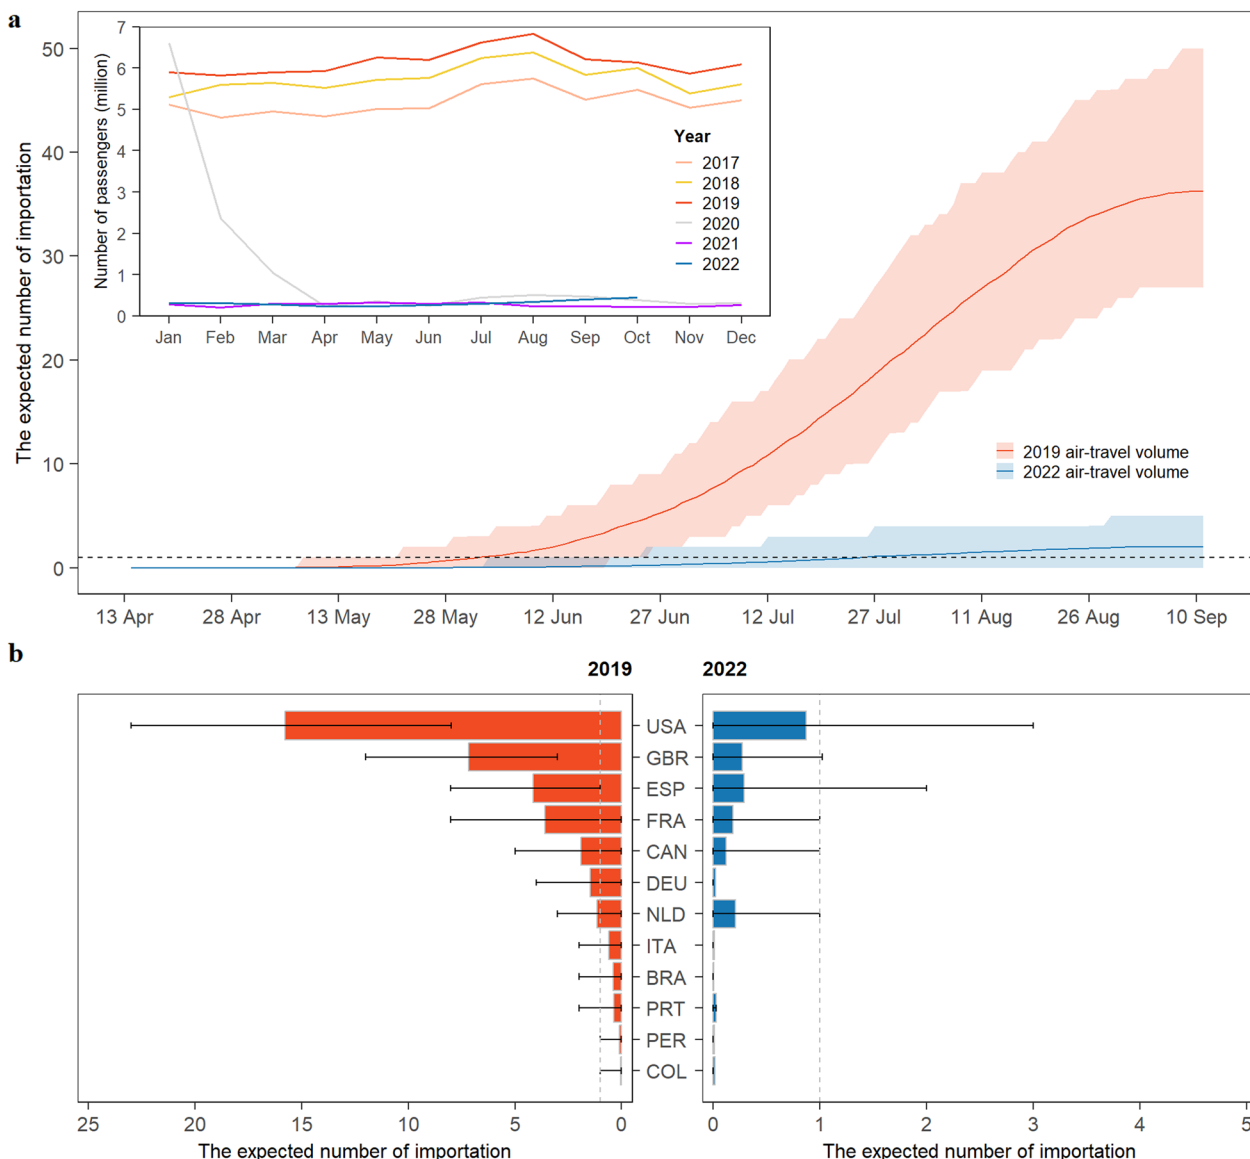 a
The expected number of importation
50
40
30
20
10
0
Number of passengers (million)
7
6
5
4
3
2
1
0
Jan Feb Mar Apr May Jun Jul Aug Sep Oct Nov Dec
Year
2017
2018
2019
2020
2021
2022
2019 air-travel volume
2022 air-travel volume
13 Apr 28 Apr 13 May 28 May 12 Jun 27 Jun 12 Jul 27 Jul 11 Aug 26 Aug 10 Sep
b
2019 2022
USA
GBR
ESP
FRA
CAN
DEU
NLD
ITA
BRA
PRT
PER
COL
25 20 15 10 5 0 0 1 2 3 4 5
The expected number of importation The expected number of importation